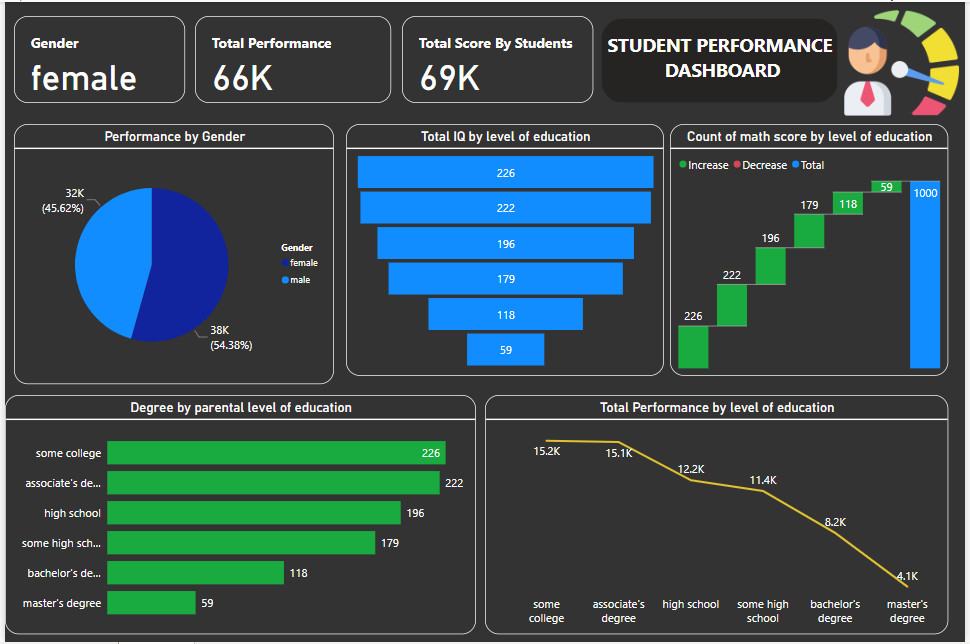 Gender
female
Total Performance
66K
Total Score By Students
69K
STUDENT PERFORMANCE
DASHBOARD
Performance by Gender
32K
(45.62%)
38K
(54.38%)
Gender
female
male
Total IQ by level of education
226
222
196
179
118
59
Count of math score by level of education
Increase Decrease Total
226
222
196
179
118
59
1000
Degree by parental level of education
some college 226
associate's de... 222
high school 196
some high sch... 179
bachelor's de... 118
master's degree 59
Total Performance by level of education
15.2K
15.1K
12.2K
11.4K
8.2K
4.1K
some
college
associate's
degree
high school
some high
school
bachelor's
degree
master's
degree